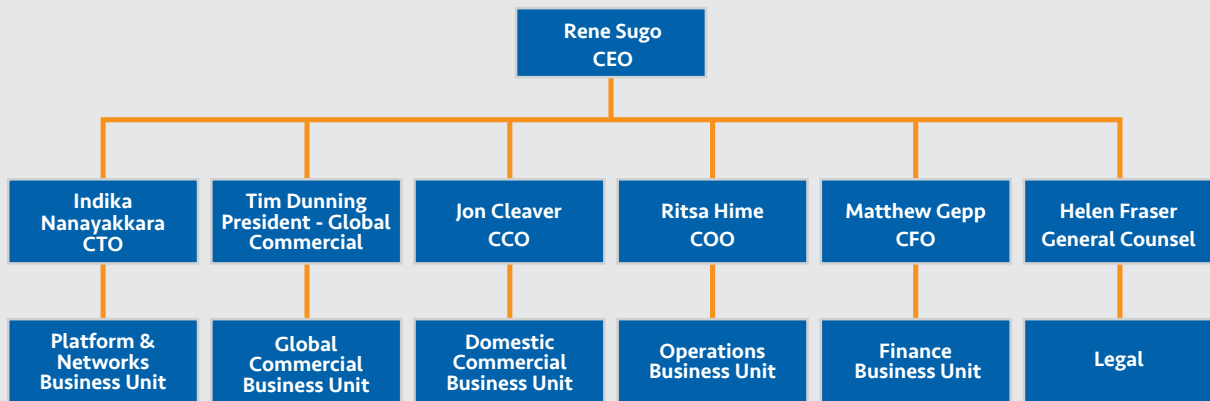 Rene Sugo
CEO
Indika
Nanayakkara
CTO
Tim Dunning
President - Global
Commercial
Jon Cleaver
CCO
Ritsa Hime
COO
Matthew Gepp
CFO
Helen Fraser
General Counsel
Platform &
Networks
Business Unit
Global
Commercial
Business Unit
Domestic
Commercial
Business Unit
Operations
Business Unit
Finance
Business Unit
Legal